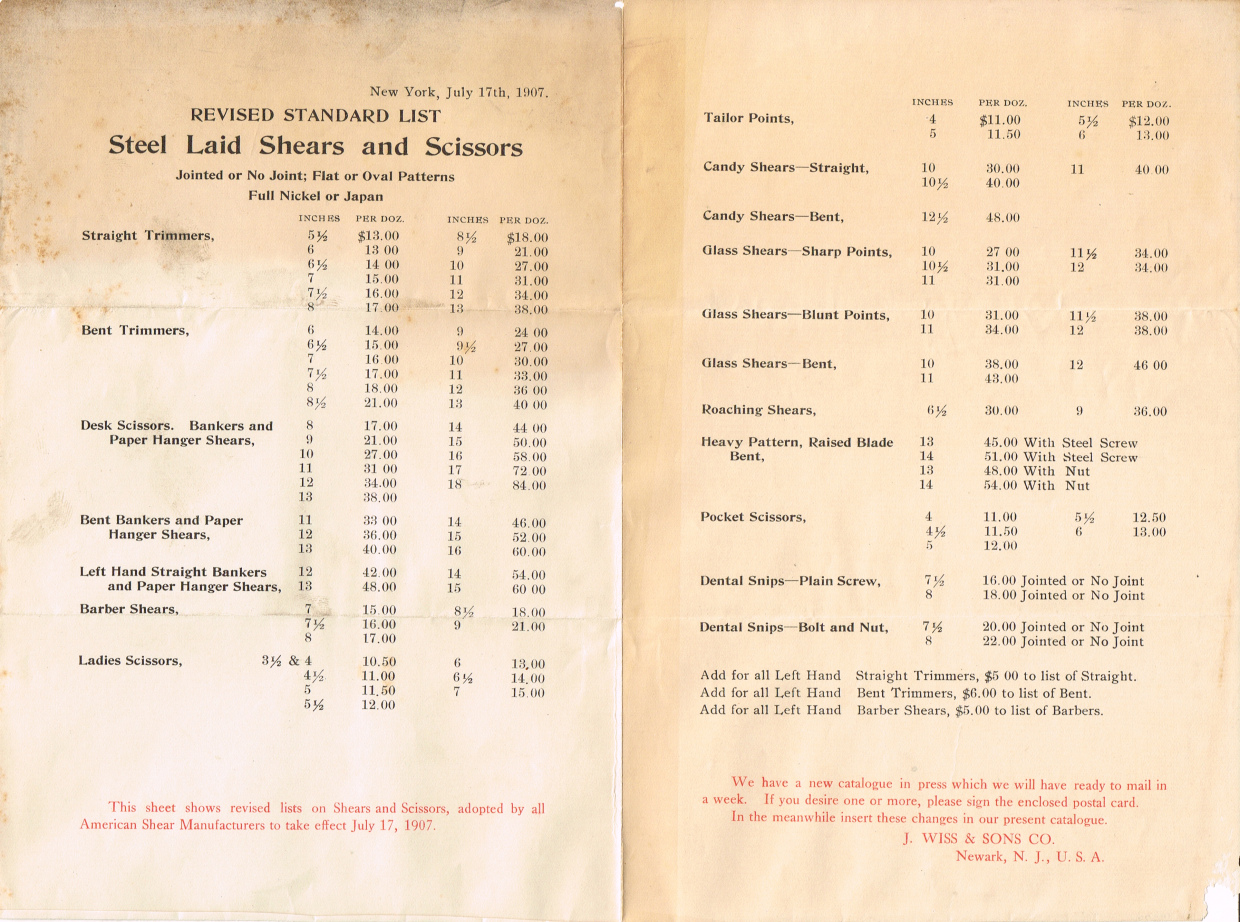 New York, July 17th, 1907.
REVISED STANDARD LIST
Steel Laid Shears and Scissors
Jointed or No Joint; Flat or Oval Patterns
Full Nickel or Japan
INCHES PER DOZ. INCHES PER DOZ.
Straight Trimmers, 5½ $13.00 8½ $18.00
6 13 00 9 21.00
6½ 14 00 10 27.00
7 15.00 11 31.00
7½ 16.00 12 34.00
8 17.00 13 38.00
Bent Trimmers, 6 14.00 9 24 00
6½ 15.00 9½ 27.00
7 16 00 10 30.00
7½ 17.00 11 33.00
8 18.00 12 36 00
8½ 21.00 13 40 00
Desk Scissors. Bankers and 8 17.00 14 44 00
Paper Hanger Shears, 9 21.00 15 50.00
10 27.00 16 58.00
11 31 00 17 72 00
12 34.00 18 84.00
13 38.00
Bent Bankers and Paper 11 33 00 14 46.00
Hanger Shears, 12 36.00 15 52.00
13 40.00 16 60.00
Left Hand Straight Bankers 12 42.00 14 54.00
and Paper Hanger Shears, 13 48.00 15 60 00
Barber Shears, 7 15.00 8½ 18.00
7½ 16.00 9 21.00
8 17.00
Ladies Scissors, 3½ & 4 10.50 6 13.00
4½ 11.00 6½ 14.00
5 11.50 7 15.00
5½ 12.00
This sheet shows revised lists on Shears and Scissors, adopted by all
American Shear Manufacturers to take effect July 17, 1907.
INCHES PER DOZ. INCHES PER DOZ.
Tailor Points, 4 $11.00 5½ $12.00
5 11.50 6 13.00
Candy Shears—Straight, 10 30.00 11 40 00
10½ 40.00
Candy Shears—Bent, 12½ 48.00
Glass Shears—Sharp Points, 10 27 00 11½ 34.00
10½ 31.00 12 34.00
11 31.00
Glass Shears—Blunt Points, 10 31.00 11½ 38.00
11 34.00 12 38.00
Glass Shears—Bent, 10 38.00 12 46 00
11 43.00
Roaching Shears, 6½ 30.00 9 36.00
Heavy Pattern, Raised Blade 13 45.00 With Steel Screw
Bent, 14 51.00 With Steel Screw
13 48.00 With Nut
14 54.00 With Nut
Pocket Scissors, 4 11.00 5½ 12.50
4½ 11.50 6 13.00
5 12.00
Dental Snips—Plain Screw, 7½ 16.00 Jointed or No Joint
8 18.00 Jointed or No Joint
Dental Snips—Bolt and Nut, 7½ 20.00 Jointed or No Joint
8 22.00 Jointed or No Joint
Add for all Left Hand Straight Trimmers, $5 00 to list of Straight.
Add for all Left Hand Bent Trimmers, $6.00 to list of Bent.
Add for all Left Hand Barber Shears, $5.00 to list of Barbers.
We have a new catalogue in press which we will have ready to mail in
a week. If you desire one or more, please sign the enclosed postal card.
In the meanwhile insert these changes in our present catalogue.
J. WISS & SONS CO.
Newark, N. J., U. S. A.